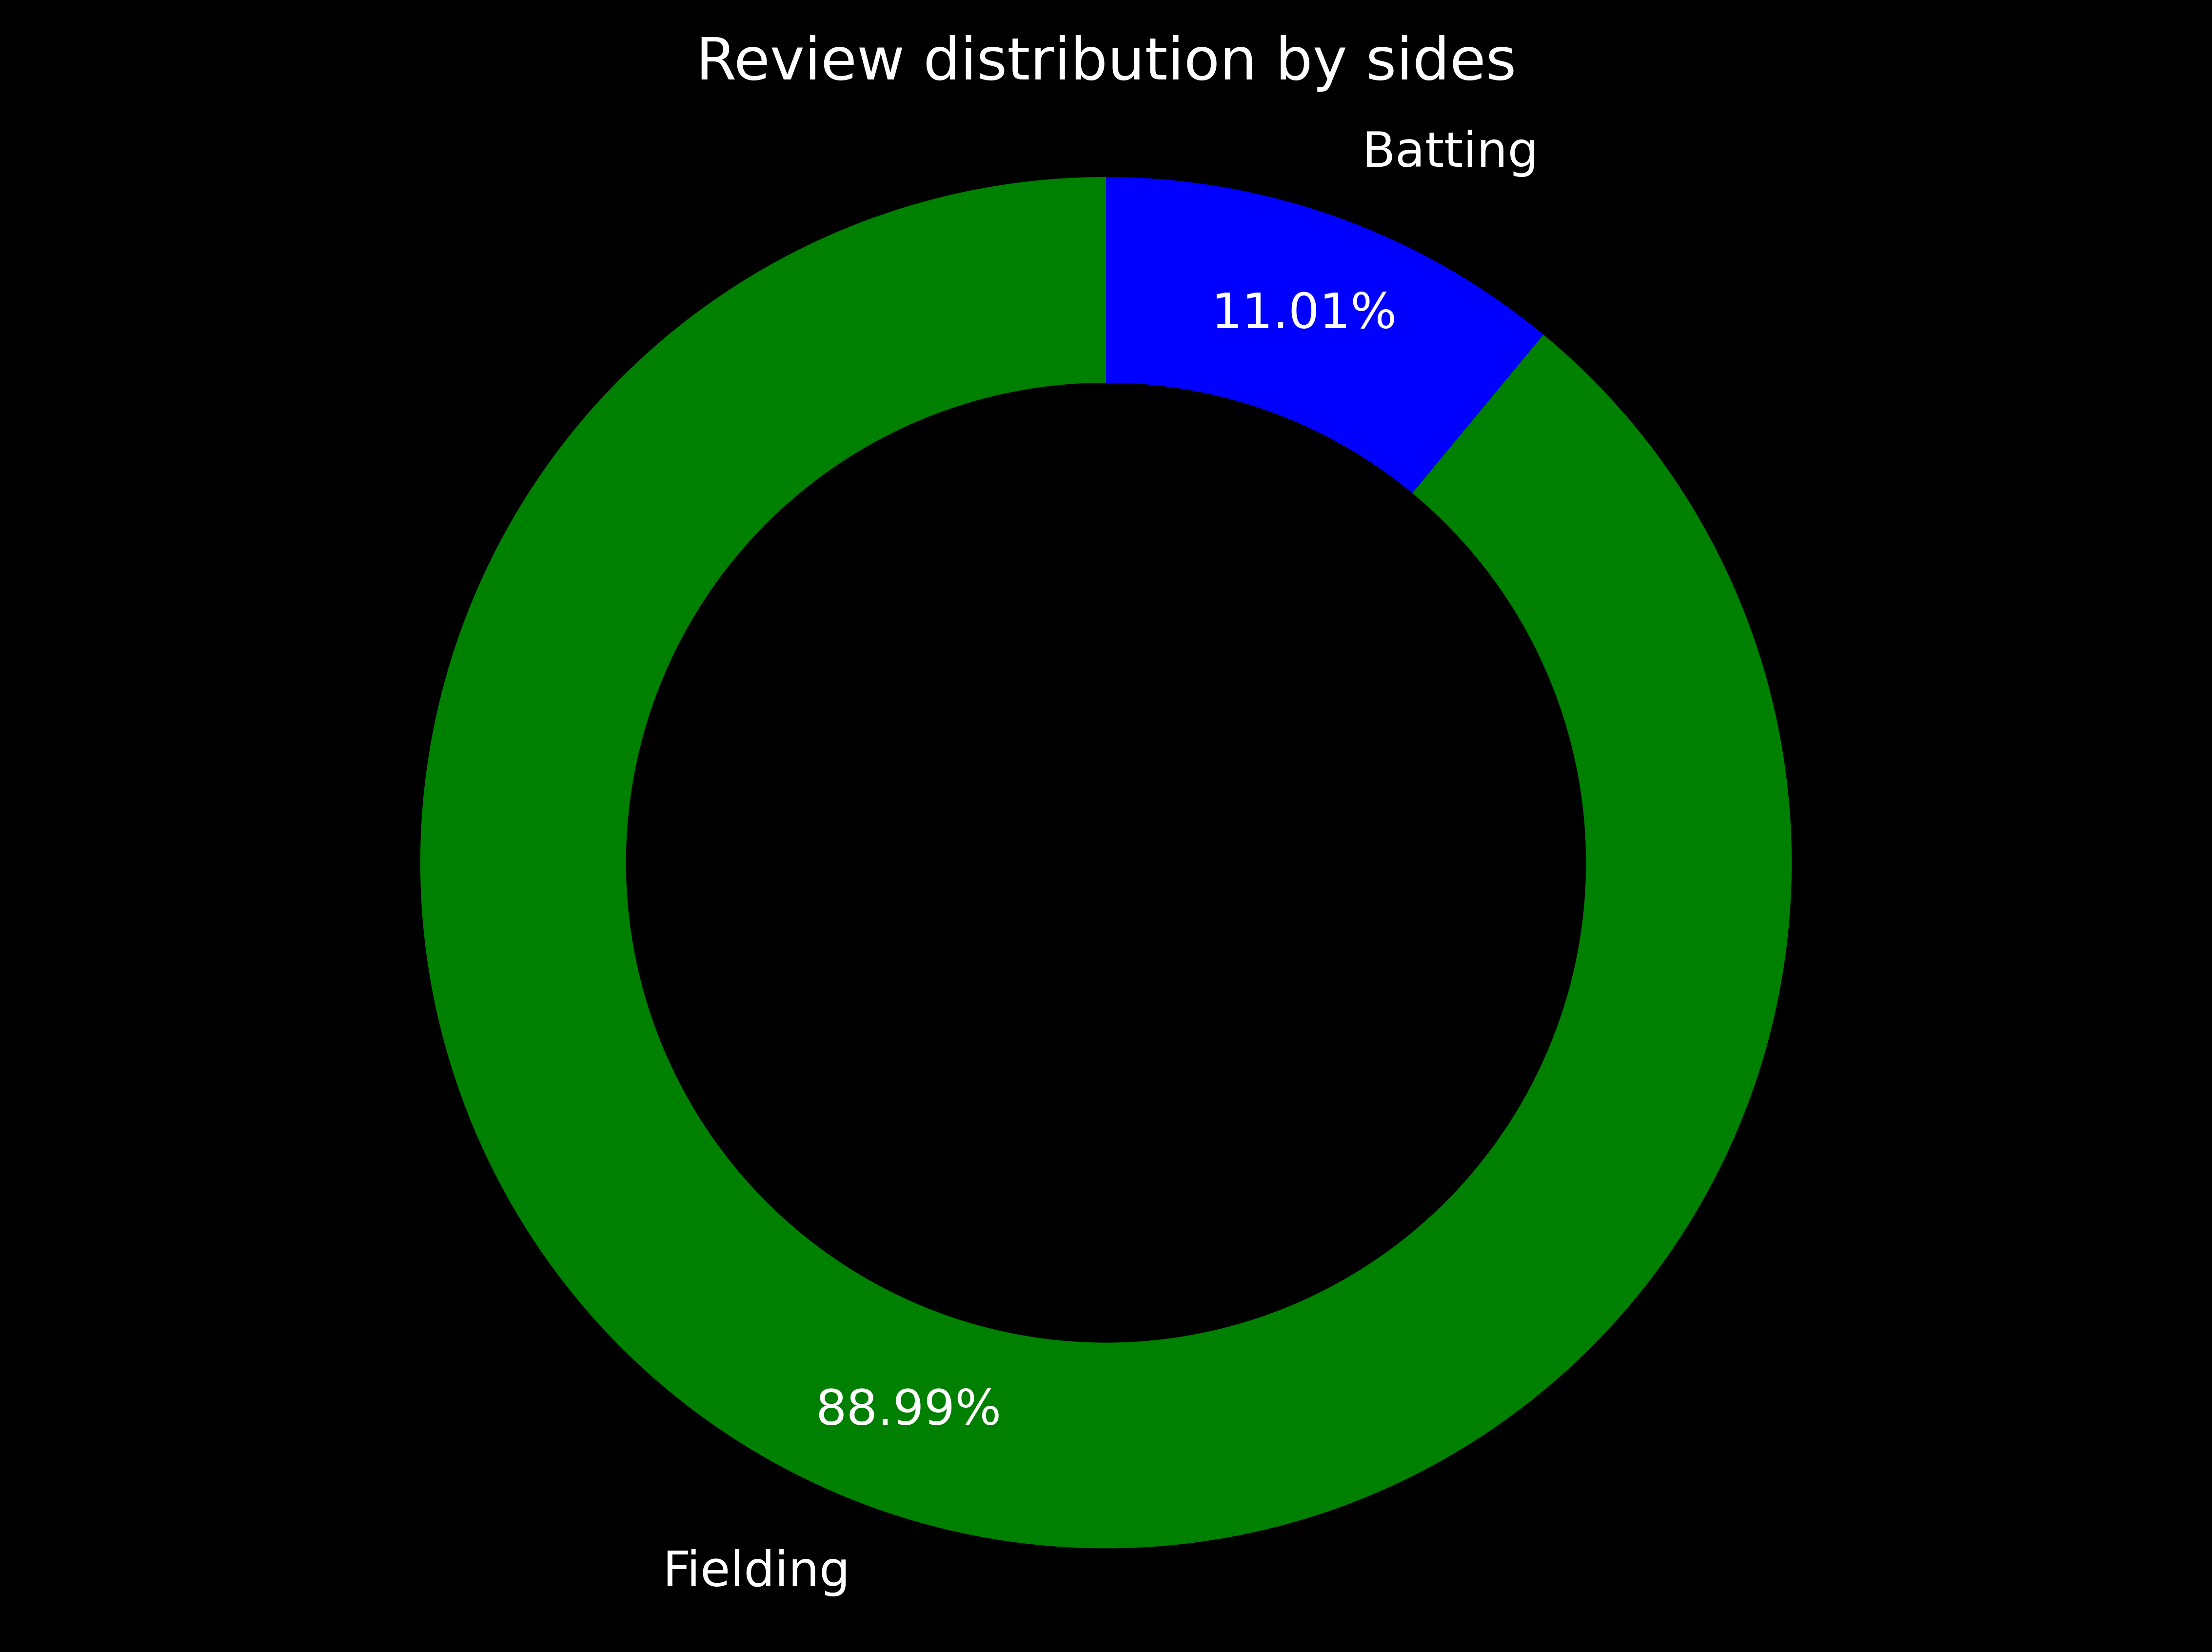 Review distribution by sides
Batting
11.01%
88.99%
Fielding